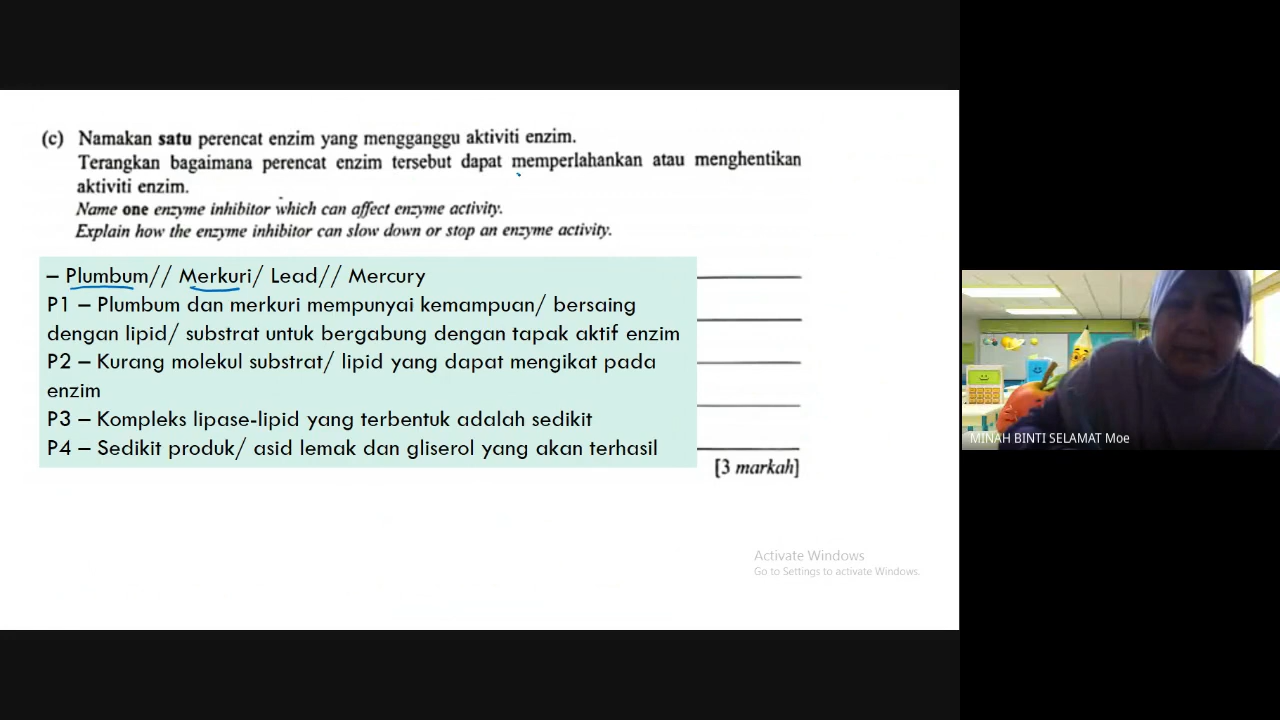 (c) Namakan satu perencat enzim yang mengganggu aktiviti enzim.
Terangkan bagaimana perencat enzim tersebut dapat memperlahankan atau menghentikan
aktiviti enzim.
Name one enzyme inhibitor which can affect enzyme activity.
Explain how the enzyme inhibitor can slow down or stop an enzyme activity.
– Plumbum// Merkuri/ Lead// Mercury
P1 – Plumbum dan merkuri mempunyai kemampuan/ bersaing
dengan lipid/ substrat untuk bergabung dengan tapak aktif enzim
P2 – Kurang molekul substrat/ lipid yang dapat mengikat pada
enzim
P3 – Kompleks lipase-lipid yang terbentuk adalah sedikit
P4 – Sedikit produk/ asid lemak dan gliserol yang akan terhasil
[3 markah]
Activate Windows
Go to Settings to activate Windows.
MINAH BINTI SELAMAT Moe